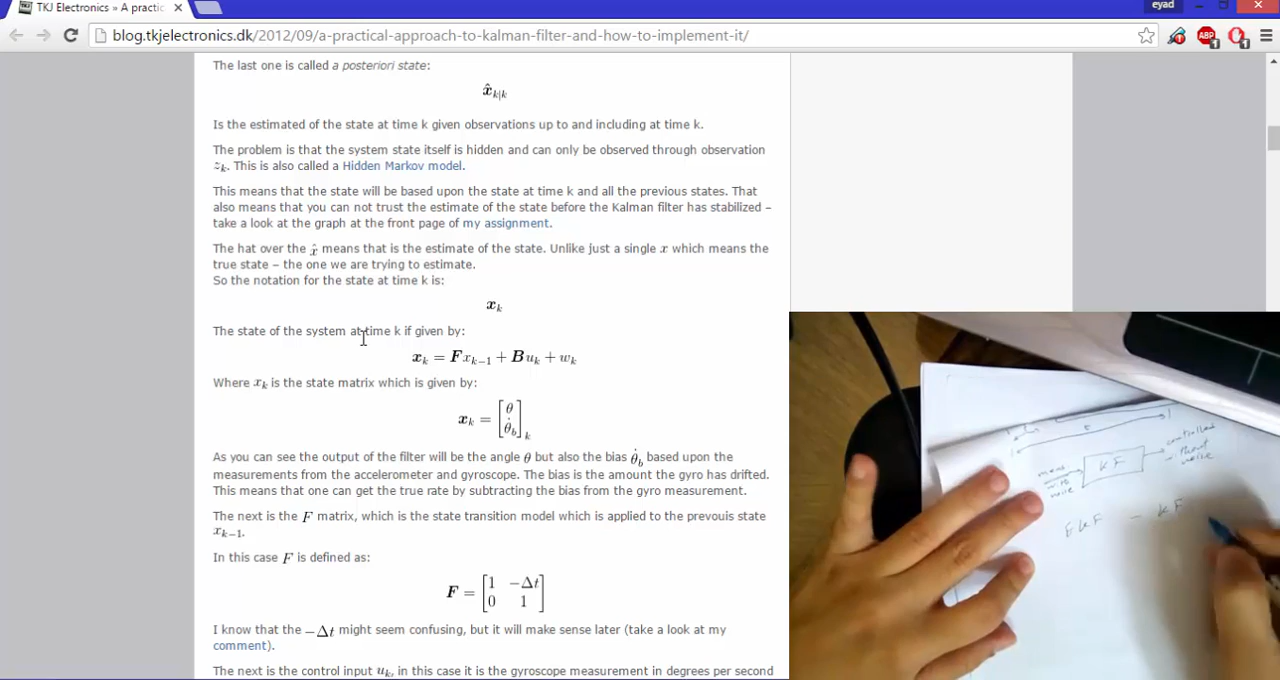 TKJ Electronics » A practic
eyad
blog.tkjelectronics.dk/2012/09/a-practical-approach-to-kalman-filter-and-how-to-implement-it/
The last one is called a posteriori state:
x̂k|k
Is the estimated of the state at time k given observations up to and including at time k.
The problem is that the system state itself is hidden and can only be observed through observation
zk. This is also called a Hidden Markov model.
This means that the state will be based upon the state at time k and all the previous states. That
also means that you can not trust the estimate of the state before the Kalman filter has stabilized –
take a look at the graph at the front page of my assignment.
The hat over the x̂ means that is the estimate of the state. Unlike just a single x which means the
true state – the one we are trying to estimate.
So the notation for the state at time k is:
xk
The state of the system at time k if given by:
xk = Fxk−1 + Buk + wk
Where xk is the state matrix which is given by:
xk = [θ θ̇b]k
As you can see the output of the filter will be the angle θ but also the bias θ̇b based upon the
measurements from the accelerometer and gyroscope. The bias is the amount the gyro has drifted.
This means that one can get the true rate by subtracting the bias from the gyro measurement.
The next is the F matrix, which is the state transition model which is applied to the prevouis state
xk−1.
In this case F is defined as:
F = [1 −Δt
0 1]
I know that the −Δt might seem confusing, but it will make sense later (take a look at my
comment).
The next is the control input uk, in this case it is the gyroscope measurement in degrees per second
KF
without
noise
with
noise
EKF — KF